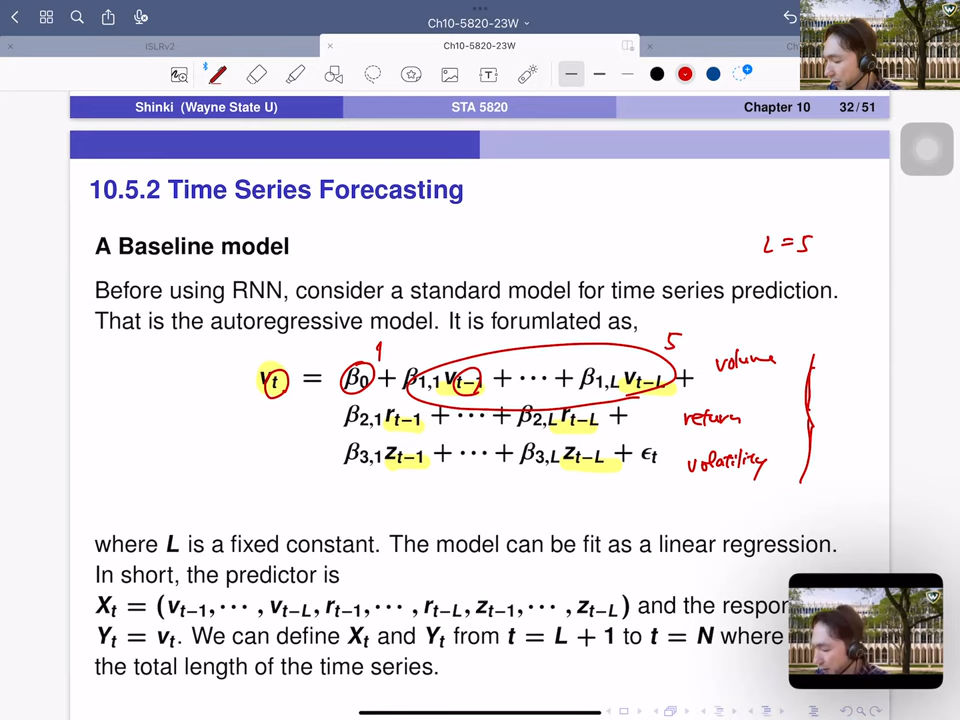 Ch10-5820-23W
ISLRv2
Ch10-5820-23W
Shinki (Wayne State U)
STA 5820
Chapter 10
32/51
10.5.2 Time Series Forecasting
A Baseline model
L = 5
Before using RNN, consider a standard model for time series prediction.
That is the autoregressive model. It is forumlated as,
1
5
v_t = β_0 + β_{1,1} v_{t−1} + ⋯ + β_{1,L} v_{t−L} +
volume
β_{2,1} r_{t−1} + ⋯ + β_{2,L} r_{t−L} +
return
β_{3,1} z_{t−1} + ⋯ + β_{3,L} z_{t−L} + ϵ_t
volatility
where L is a fixed constant. The model can be fit as a linear regression.
In short, the predictor is
X_t = (v_{t−1}, ⋯ , v_{t−L}, r_{t−1}, ⋯ , r_{t−L}, z_{t−1}, ⋯ , z_{t−L}) and the respon
Y_t = v_t. We can define X_t and Y_t from t = L + 1 to t = N where
the total length of the time series.